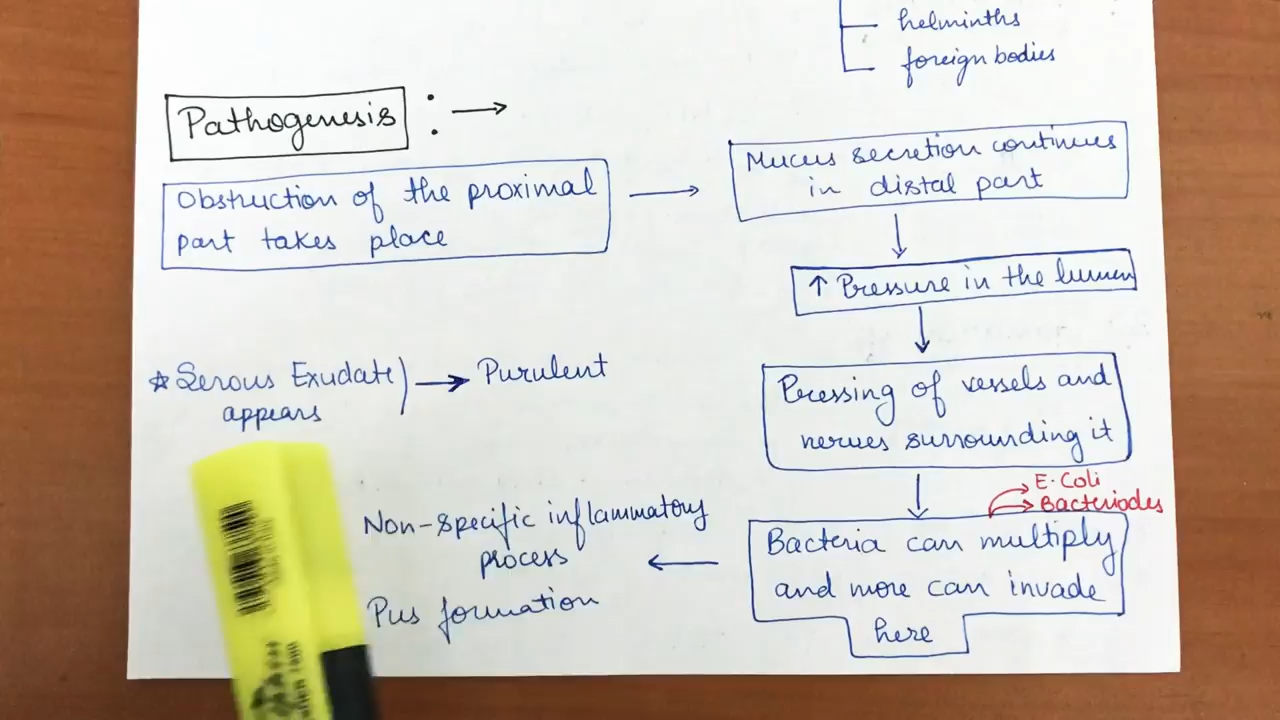 helminths
foreign bodies
Pathogenesis : →
Obstruction of the proximal
part takes place
→
Mucus secretion continues
in distal part
↓
↑ Pressure in the lumen
↓
Pressing of vessels and
nerves surrounding it
↓
E. Coli
Bacteriodes
Bacteria can multiply
and more can invade
here
←
Non-specific inflammatory
process
Pus formation
☆ Serous Exudate → Purulent
appears